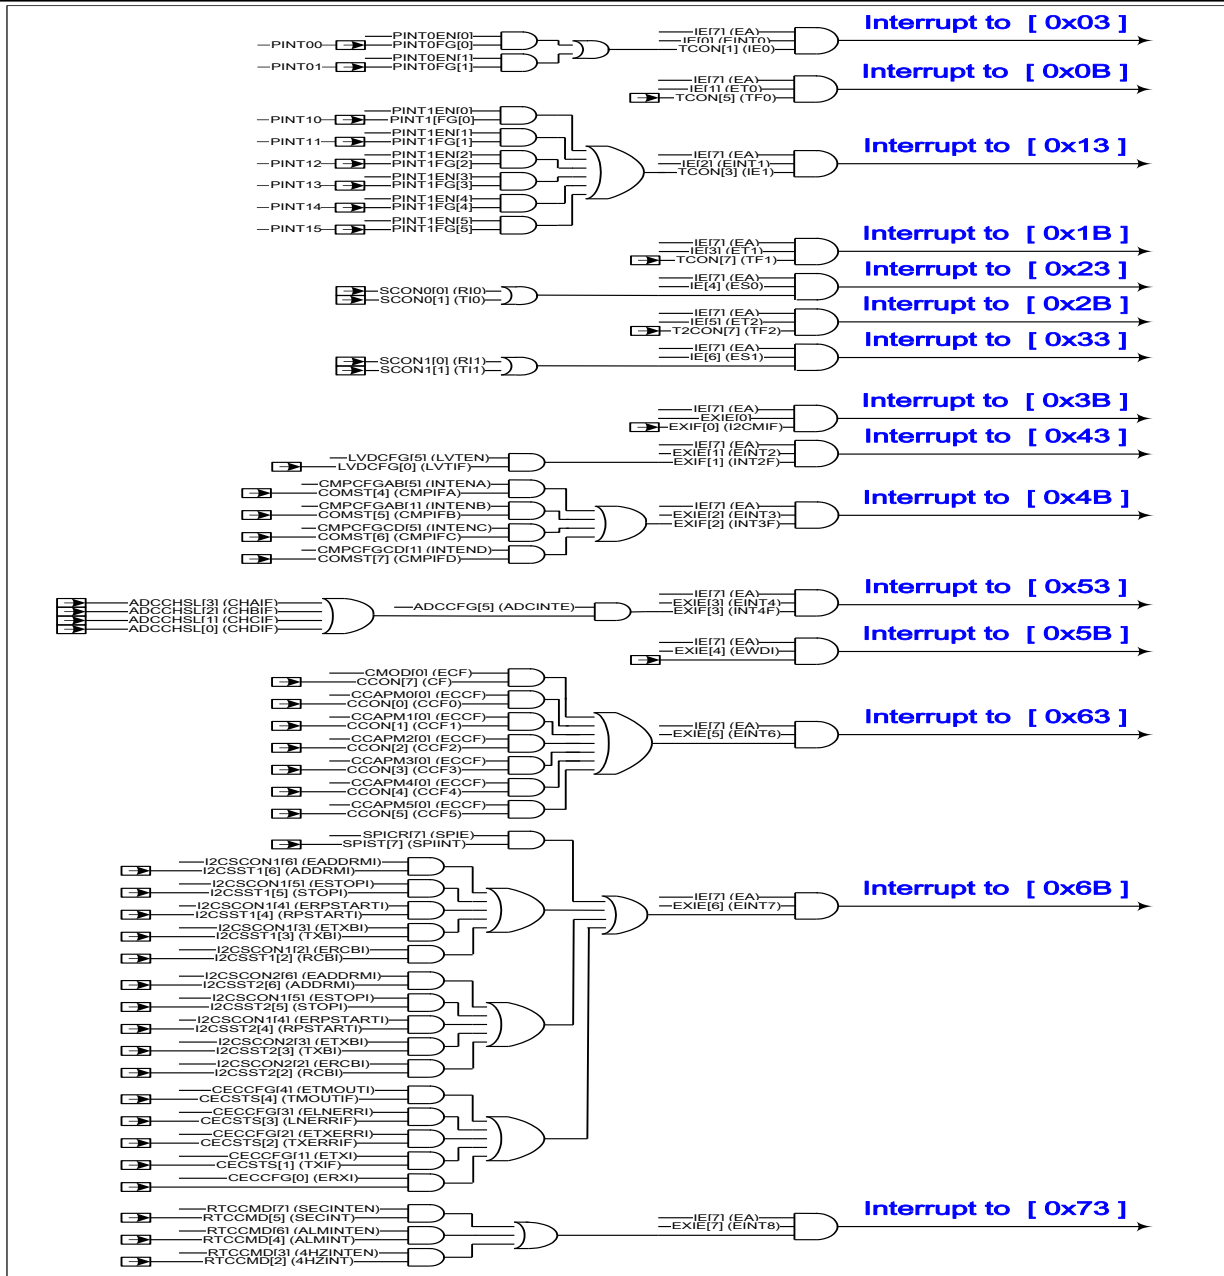 Interrupt to [ 0x03 ]
PINT0EN[0]
PINT00
PINT0FG[0]
PINT0EN[1]
PINT01
PINT0FG[1]
IE[7] (EA)
IE[0] (EINT0)
TCON[1] (IE0)
Interrupt to [ 0x0B ]
IE[7] (EA)
IE[1] (ET0)
TCON[5] (TF0)
PINT1EN[0]
PINT10
PINT1[FG[0]
PINT1EN[1]
PINT11
PINT1FG[1]
PINT1EN[2]
PINT12
PINT1FG[2]
PINT1EN[3]
PINT13
PINT1FG[3]
PINT1EN[4]
PINT14
PINT1FG[4]
PINT1EN[5]
PINT15
PINT1FG[5]
Interrupt to [ 0x13 ]
IE[7] (EA)
IE[2] (EINT1)
TCON[3] (IE1)
Interrupt to [ 0x1B ]
IE[7] (EA)
IE[3] (ET1)
TCON[7] (TF1)
Interrupt to [ 0x23 ]
IE[7] (EA)
IE[4] (ES0)
SCON0[0] (RI0)
SCON0[1] (TI0)
Interrupt to [ 0x2B ]
IE[7] (EA)
IE[5] (ET2)
T2CON[7] (TF2)
Interrupt to [ 0x33 ]
IE[7] (EA)
IE[6] (ES1)
SCON1[0] (RI1)
SCON1[1] (TI1)
Interrupt to [ 0x3B ]
IE[7] (EA)
EXIE[0]
EXIF[0] (I2CMIF)
Interrupt to [ 0x43 ]
IE[7] (EA)
EXIE[1] (EINT2)
EXIF[1] (INT2F)
LVDCFG[5] (LVTEN)
LVDCFG[0] (LVTIF)
CMPCFGAB[5] (INTENA)
COMST[4] (CMPIFA)
CMPCFGAB[1] (INTENB)
COMST[5] (CMPIFB)
CMPCFGCD[5] (INTENC)
COMST[6] (CMPIFC)
CMPCFGCD[1] (INTEND)
COMST[7] (CMPIFD)
Interrupt to [ 0x4B ]
IE[7] (EA)
EXIE[2] (EINT3)
EXIF[2] (INT3F)
Interrupt to [ 0x53 ]
ADCCHSL[3] (CHAIF)
ADCCHSL[2] (CHBIF)
ADCCHSL[1] (CHCIF)
ADCCHSL[0] (CHDIF)
ADCCFG[5] (ADCINTE)
IE[7] (EA)
EXIE[3] (EINT4)
EXIF[3] (INT4F)
Interrupt to [ 0x5B ]
IE[7] (EA)
EXIE[4] (EWDI)
CMOD[0] (ECF)
CCON[7] (CF)
CCAPM0[0] (ECCF)
CCON[0] (CCF0)
CCAPM1[0] (ECCF)
CCON[1] (CCF1)
CCAPM2[0] (ECCF)
CCON[2] (CCF2)
CCAPM3[0] (ECCF)
CCON[3] (CCF3)
CCAPM4[0] (ECCF)
CCON[4] (CCF4)
CCAPM5[0] (ECCF)
CCON[5] (CCF5)
Interrupt to [ 0x63 ]
IE[7] (EA)
EXIE[5] (EINT6)
SPICR[7] (SPIE)
SPIST[7] (SPIINT)
I2CSCON1[6] (EADDRMI)
I2CSST1[6] (ADDRMI)
I2CSCON1[5] (ESTOPI)
I2CSST1[5] (STOPI)
I2CSCON1[4] (ERPSTARTI)
I2CSST1[4] (RPSTARTI)
I2CSCON1[3] (ETXBI)
I2CSST1[3] (TXBI)
I2CSCON1[2] (ERCBI)
I2CSST1[2] (RCBI)
Interrupt to [ 0x6B ]
IE[7] (EA)
EXIE[6] (EINT7)
I2CSCON2[6] (EADDRMI)
I2CSST2[6] (ADDRMI)
I2CSCON1[5] (ESTOPI)
I2CSST2[5] (STOPI)
I2CSCON1[4] (ERPSTARTI)
I2CSST2[4] (RPSTARTI)
I2CSCON2[3] (ETXBI)
I2CSST2[3] (TXBI)
I2CSCON2[2] (ERCBI)
I2CSST2[2] (RCBI)
CECCFG[4] (ETMOUTI)
CECSTS[4] (TMOUTIF)
CECCFG[3] (ELNERRI)
CECSTS[3] (LNERRIF)
CECCFG[2] (ETXERRI)
CECSTS[2] (TXERRIF)
CECCFG[1] (ETXI)
CECSTS[1] (TXIF)
CECCFG[0] (ERXI)
Interrupt to [ 0x73 ]
RTCCMD[7] (SECINTEN)
RTCCMD[5] (SECINT)
RTCCMD[6] (ALMINTEN)
RTCCMD[4] (ALMINT)
RTCCMD[3] (4HZINTEN)
RTCCMD[2] (4HZINT)
IE[7] (EA)
EXIE[7] (EINT8)